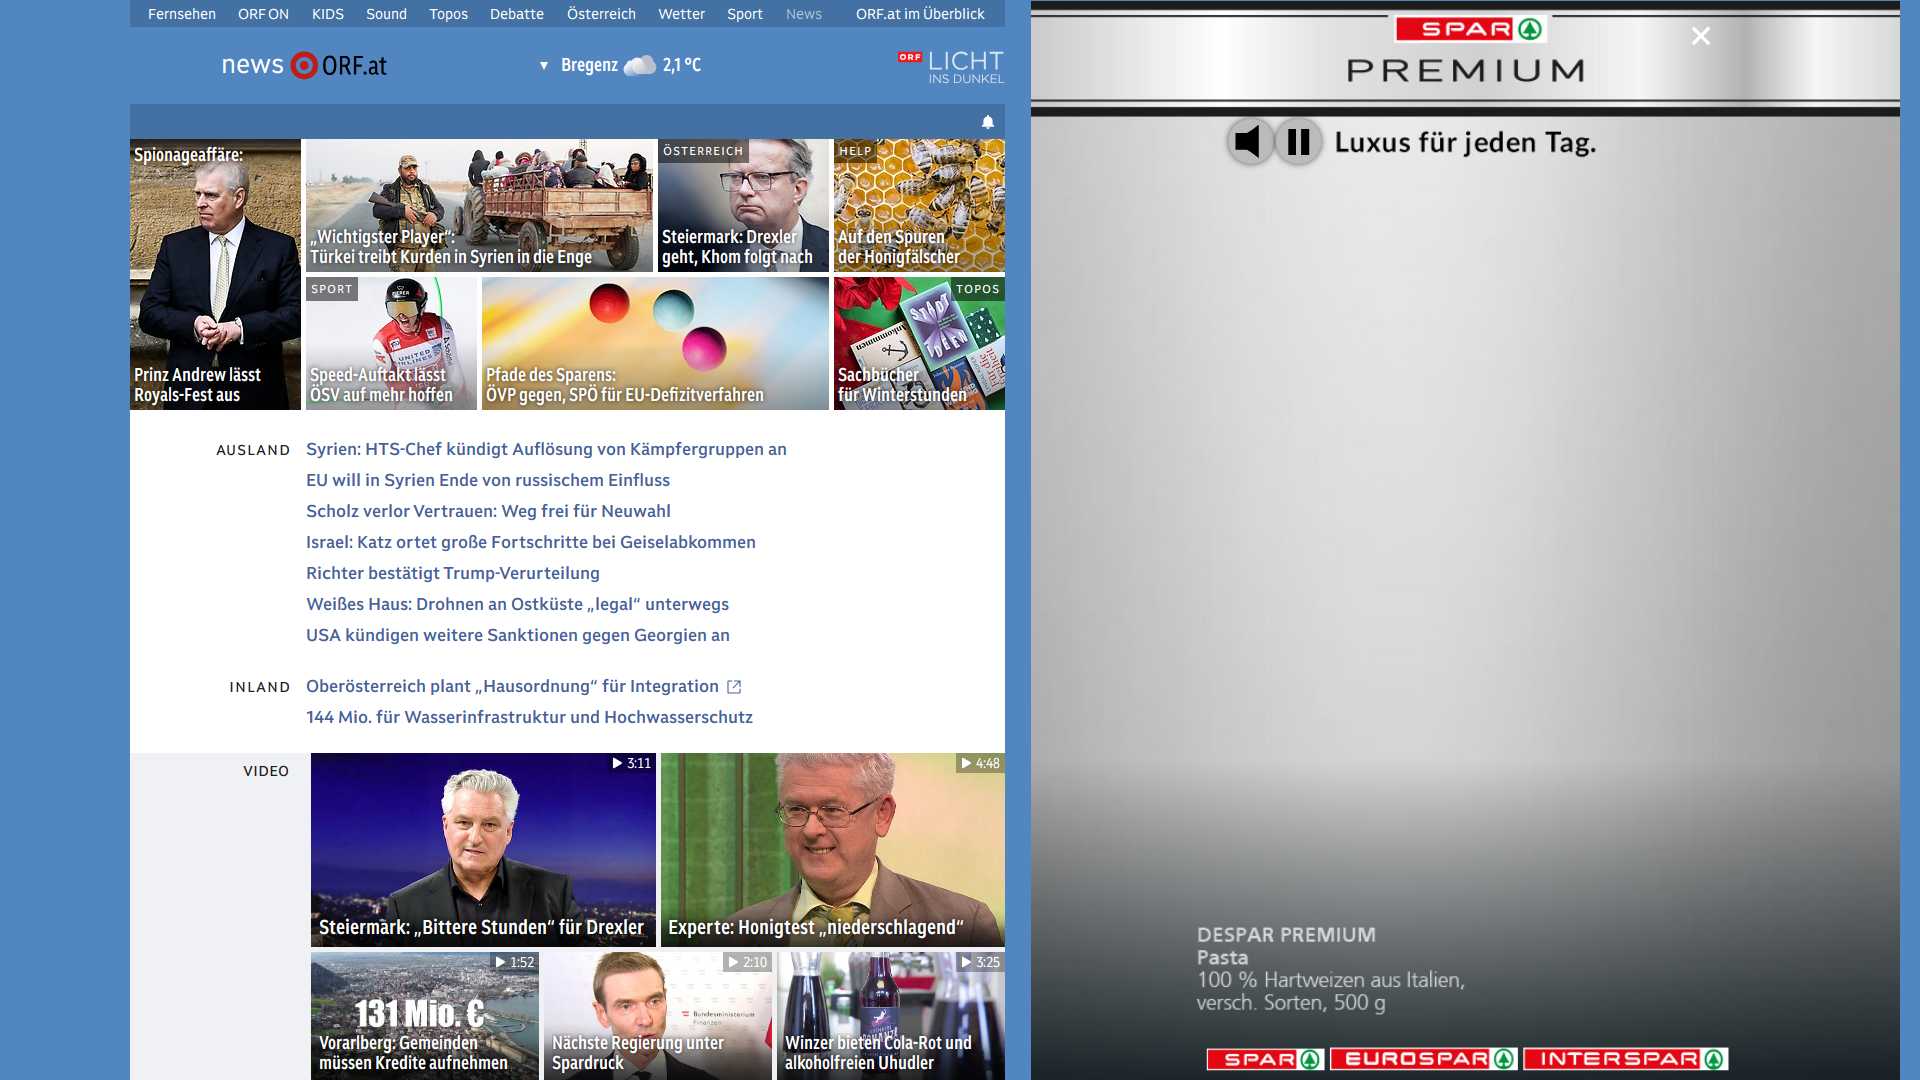 Fernsehen ORF ON KIDS Sound Topos Debatte Österreich Wetter Sport News ORF.at im Überblick
news ORF.at
▼ Bregenz 2,1 °C
ORF LICHT
INS DUNKEL
Spionageaffäre:
Prinz Andrew lässt
Royals-Fest aus
„Wichtigster Player“:
Türkei treibt Kurden in Syrien in die Enge
ÖSTERREICH
Steiermark: Drexler
geht, Khom folgt nach
HELP
Auf den Spuren
der Honigfälscher
SPORT
Speed-Auftakt lässt
ÖSV auf mehr hoffen
Pfade des Sparens:
ÖVP gegen, SPÖ für EU-Defizitverfahren
TOPOS
STADT
IDEEN
Ankommen
Sachbücher
für Winterstunden
UNITED
AUSLAND
Syrien: HTS-Chef kündigt Auflösung von Kämpfergruppen an
EU will in Syrien Ende von russischem Einfluss
Scholz verlor Vertrauen: Weg frei für Neuwahl
Israel: Katz ortet große Fortschritte bei Geiselabkommen
Richter bestätigt Trump-Verurteilung
Weißes Haus: Drohnen an Ostküste „legal“ unterwegs
USA kündigen weitere Sanktionen gegen Georgien an
INLAND
Oberösterreich plant „Hausordnung“ für Integration
144 Mio. für Wasserinfrastruktur und Hochwasserschutz
VIDEO
3:11
Steiermark: „Bittere Stunden“ für Drexler
4:48
Experte: Honigtest „niederschlagend“
1:52
131 Mio. €
Vorarlberg: Gemeinden
müssen Kredite aufnehmen
2:10
Bundesministerium
Finanzen
Nächste Regierung unter
Spardruck
3:25
Winzer bieten Cola-Rot und
alkoholfreien Uhudler
SPAR
PREMIUM
Luxus für jeden Tag.
DESPAR PREMIUM
Pasta
100 % Hartweizen aus Italien,
versch. Sorten, 500 g
SPAR EUROSPAR INTERSPAR